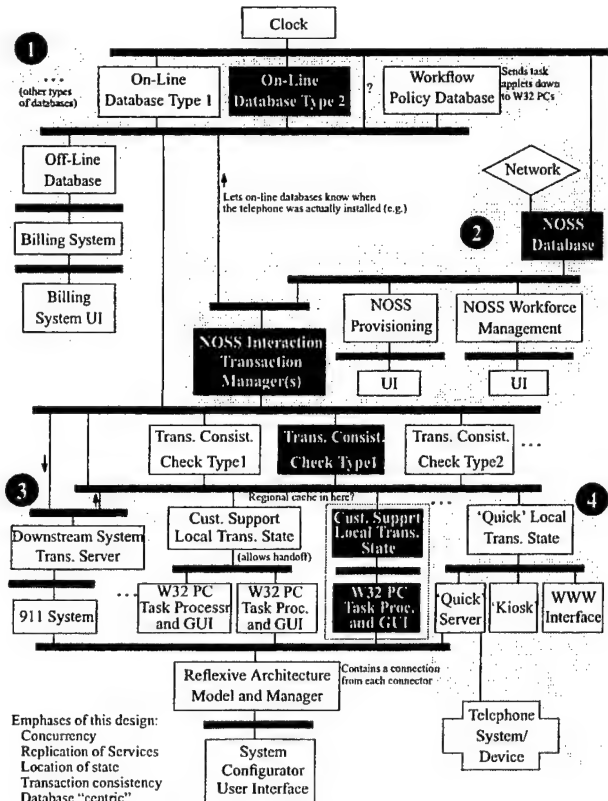 Clock
1
...
(other types
of databases)
On-Line
Database Type 1
On-Line
Database Type 2
?
Workflow
Policy Database
Sends task
applets down
to W32 PCs
Off-Line
Database
Network
Lets on-line databases know when
the telephone was actually installed (e.g.)
2
NOSS
Database
Billing System
Billing
System UI
NOSS
Provisioning
NOSS Workforce
Management
NOSS Interaction
Transaction
Manager(s)
UI
UI
Trans. Consist.
Check Type1
Trans. Consist.
Check Type1
Trans. Consist.
Check Type2
...
3
Regional cache in here?
...
4
Downstream System
Trans. Server
Cust. Support
Local Trans. State
(allows handoff)
Cust. Supprt
Local Trans.
State
'Quick' Local
Trans. State
911 System
...
W32 PC
Task Processr
and GUI
W32 PC
Task Proc.
and GUI
W32 PC
Task Proc.
and GUI
'Quick'
Server
'Kiosk'
WWW
Interface
Reflexive Architecture
Model and Manager
Contains a connection
from each connector
Telephone
System/
Device
Emphases of this design:
Concurrency
Replication of Services
Location of state
Transaction consistency
Database "centric"
System
Configurator
User Interface